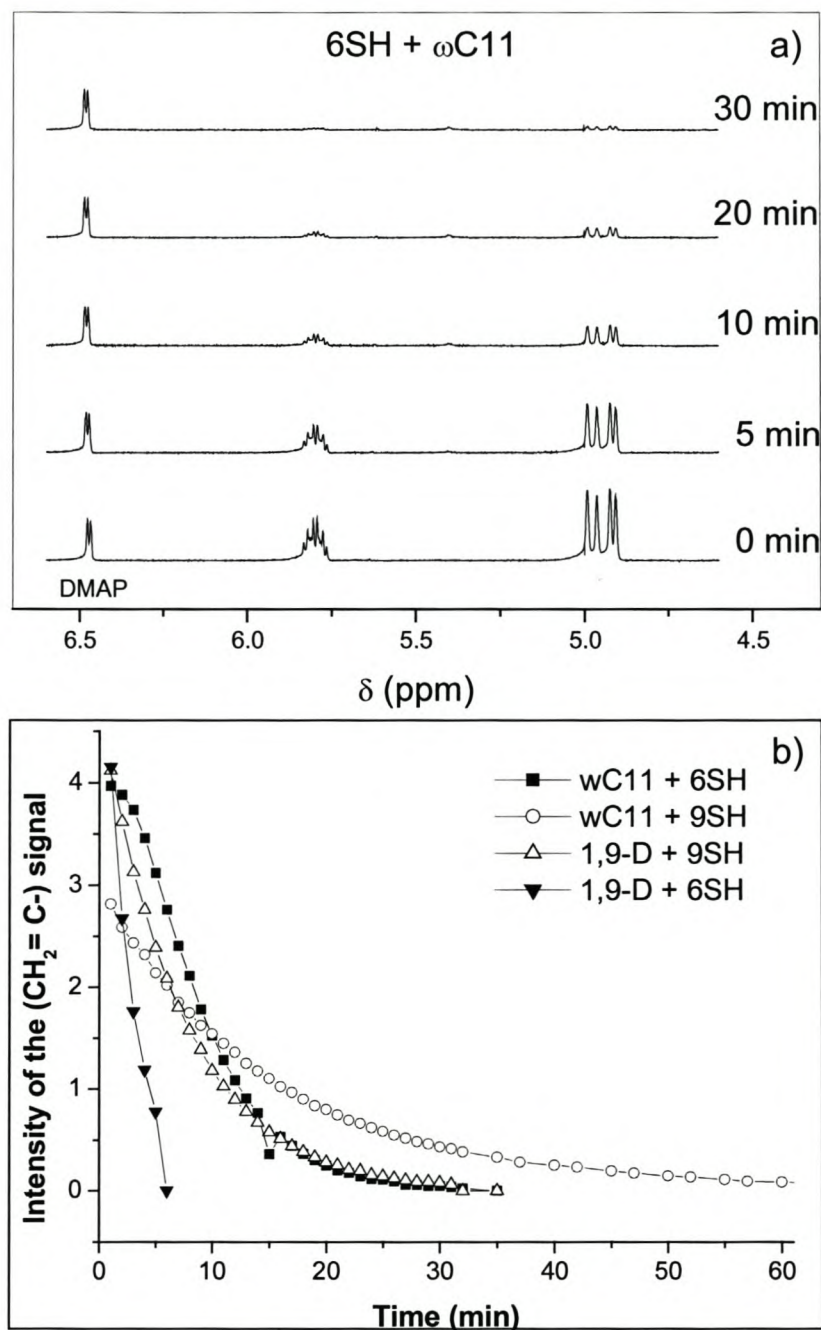 6SH + ωC11
a)
30 min
20 min
10 min
5 min
0 min
DMAP
6.5 6.0 5.5 5.0 4.5
δ (ppm)
b)
wC11 + 6SH
wC11 + 9SH
1,9-D + 9SH
1,9-D + 6SH
Intensity of the (CH₂= C-) signal
4
3
2
1
0
0 10 20 30 40 50 60
Time (min)